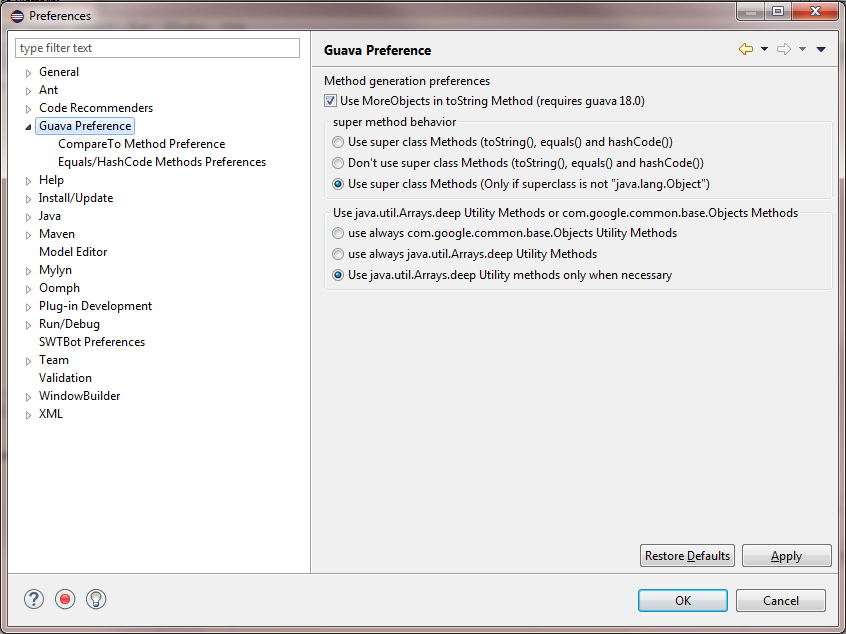 Preferences
type filter text
General
Ant
Code Recommenders
Guava Preference
CompareTo Method Preference
Equals/HashCode Methods Preferences
Help
Install/Update
Java
Maven
Model Editor
Mylyn
Oomph
Plug-in Development
Run/Debug
SWTBot Preferences
Team
Validation
WindowBuilder
XML
Guava Preference
Method generation preferences
Use MoreObjects in toString Method (requires guava 18.0)
super method behavior
Use super class Methods (toString(), equals() and hashCode())
Don't use super class Methods (toString(), equals() and hashCode())
Use super class Methods (Only if superclass is not "java.lang.Object")
Use java.util.Arrays.deep Utility Methods or com.google.common.base.Objects Methods
use always com.google.common.base.Objects Utility Methods
use always java.util.Arrays.deep Utility Methods
Use java.util.Arrays.deep Utility methods only when necessary
Restore Defaults
Apply
OK
Cancel